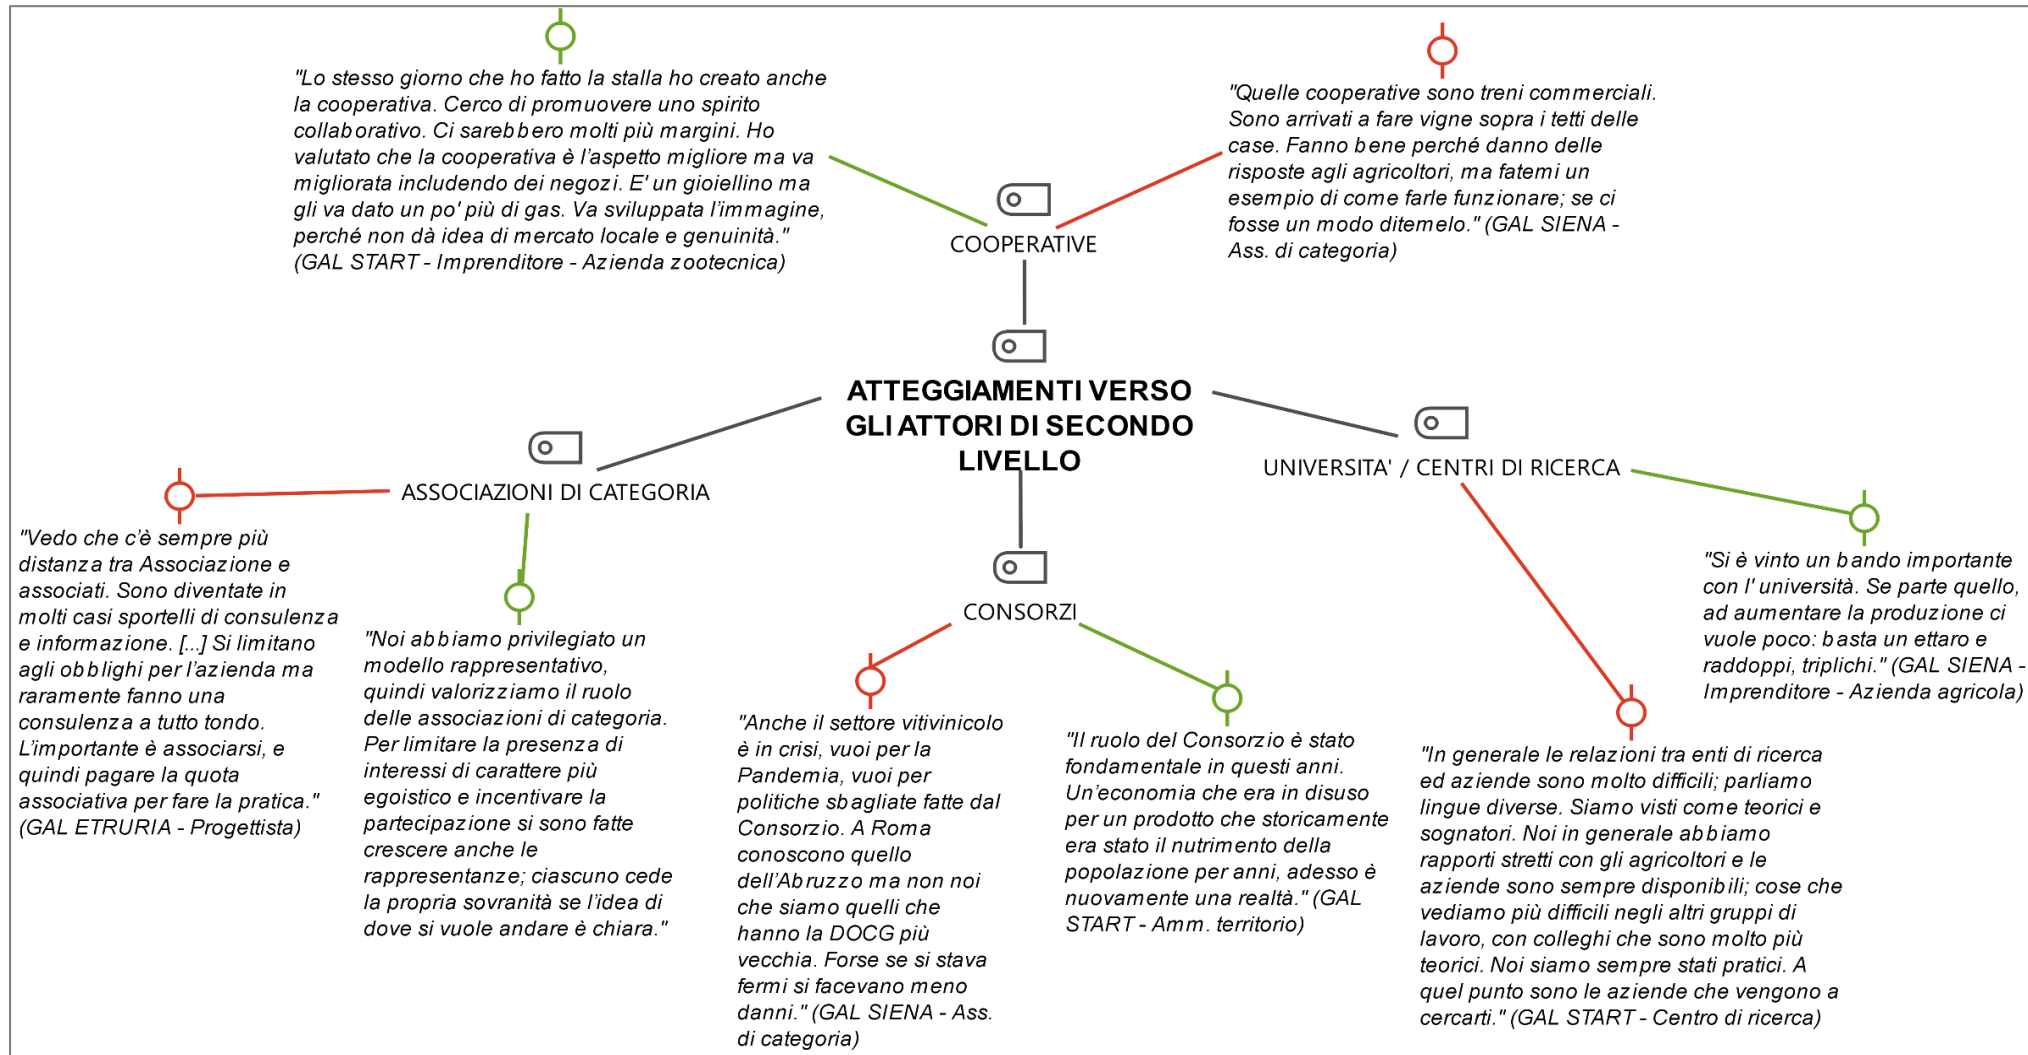 "Lo stesso giorno che ho fatto la stalla ho creato anche
la cooperativa. Cerco di promuovere uno spirito
collaborativo. Ci sarebbero molti più margini. Ho
valutato che la cooperativa è l'aspetto migliore ma va
migliorata includendo dei negozi. E' un gioiellino ma
gli va dato un po' più di gas. Va sviluppata l'immagine,
perché non dà idea di mercato locale e genuinità."
(GAL START - Imprenditore - Azienda zootecnica)
"Quelle cooperative sono treni commerciali.
Sono arrivati a fare vigne sopra i tetti delle
case. Fanno bene perché danno delle
risposte agli agricoltori, ma fatemi un
esempio di come farle funzionare; se ci
fosse un modo ditemelo." (GAL SIENA -
Ass. di categoria)
COOPERATIVE
ATTEGGIAMENTI VERSO
GLI ATTORI DI SECONDO
LIVELLO
ASSOCIAZIONI DI CATEGORIA
UNIVERSITA' / CENTRI DI RICERCA
CONSORZI
"Vedo che c'è sempre più
distanza tra Associazione e
associati. Sono diventate in
molti casi sportelli di consulenza
e informazione. [...] Si limitano
agli obblighi per l'azienda ma
raramente fanno una
consulenza a tutto tondo.
L'importante è associarsi, e
quindi pagare la quota
associativa per fare la pratica."
(GAL ETRURIA - Progettista)
"Noi abbiamo privilegiato un
modello rappresentativo,
quindi valorizziamo il ruolo
delle associazioni di categoria.
Per limitare la presenza di
interessi di carattere più
egoistico e incentivare la
partecipazione si sono fatte
crescere anche le
rappresentanze; ciascuno cede
la propria sovranità se l'idea di
dove si vuole andare è chiara."
"Anche il settore vitivinicolo
è in crisi, vuoi per la
Pandemia, vuoi per
politiche sbagliate fatte dal
Consorzio. A Roma
conoscono quello
dell'Abruzzo ma non noi
che siamo quelli che
hanno la DOCG più
vecchia. Forse se si stava
fermi si facevano meno
danni." (GAL SIENA - Ass.
di categoria)
"Il ruolo del Consorzio è stato
fondamentale in questi anni.
Un'economia che era in disuso
per un prodotto che storicamente
era stato il nutrimento della
popolazione per anni, adesso è
nuovamente una realtà." (GAL
START - Amm. territorio)
"In generale le relazioni tra enti di ricerca
ed aziende sono molto difficili; parliamo
lingue diverse. Siamo visti come teorici e
sognatori. Noi in generale abbiamo
rapporti stretti con gli agricoltori e le
aziende sono sempre disponibili; cose che
vediamo più difficili negli altri gruppi di
lavoro, con colleghi che sono molto più
teorici. Noi siamo sempre stati pratici. A
quel punto sono le aziende che vengono a
cercarti." (GAL START - Centro di ricerca)
"Si è vinto un bando importante
con l' università. Se parte quello,
ad aumentare la produzione ci
vuole poco: basta un ettaro e
raddoppi, triplichi." (GAL SIENA -
Imprenditore - Azienda agricola)